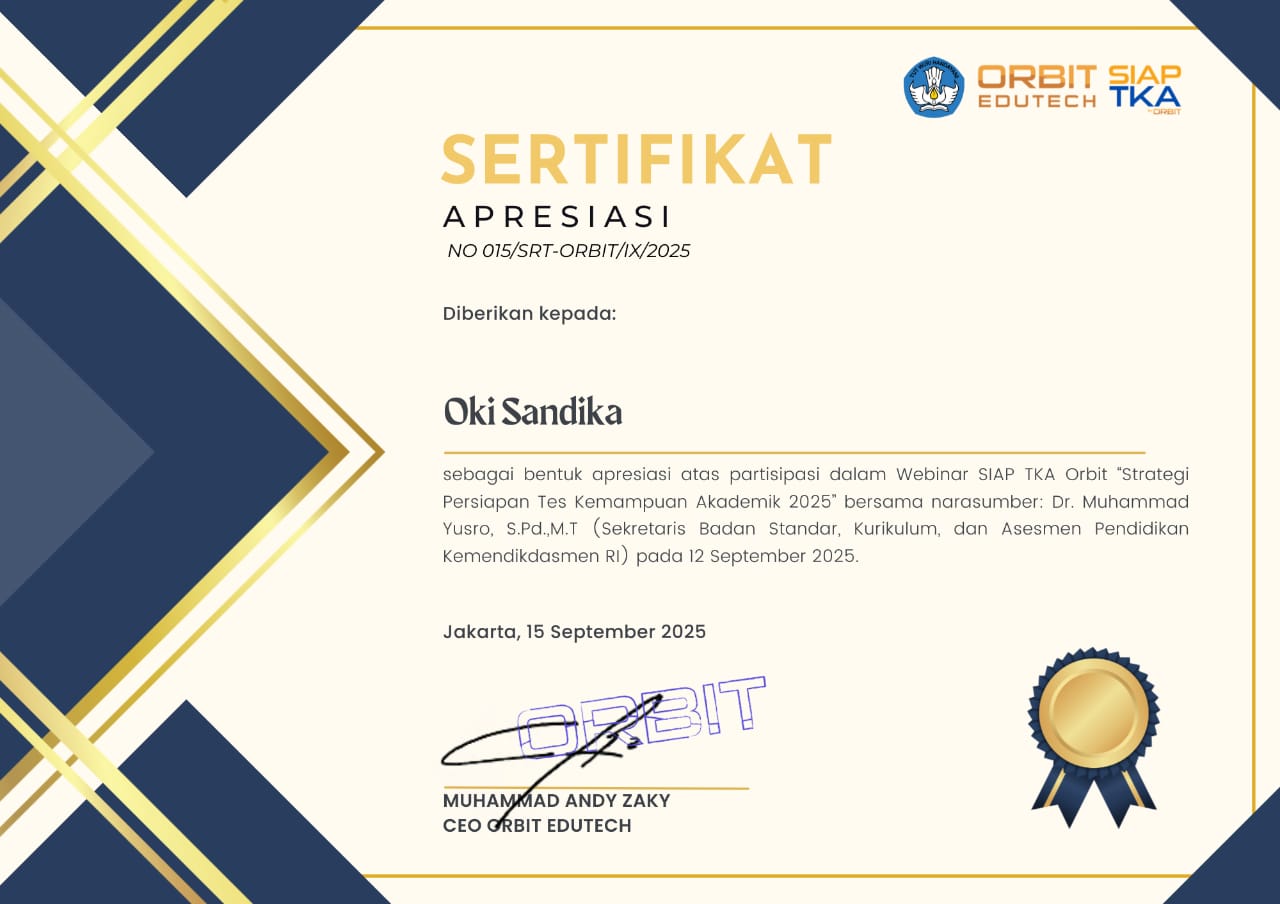 TUT WURI HANDAYANI
ORBIT
EDUTECH
SIAP
TKA
ORBIT
SERTIFIKAT
APRESIASI
NO 015/SRT-ORBIT/IX/2025
Diberikan kepada:
Oki Sandika
sebagai bentuk apresiasi atas partisipasi dalam Webinar SIAP TKA Orbit “Strategi
Persiapan Tes Kemampuan Akademik 2025” bersama narasumber: Dr. Muhammad
Yusro, S.Pd.,M.T (Sekretaris Badan Standar, Kurikulum, dan Asesmen Pendidikan
Kemendikdasmen RI) pada 12 September 2025.
Jakarta, 15 September 2025
ORBIT
MUHAMMAD ANDY ZAKY
CEO ORBIT EDUTECH